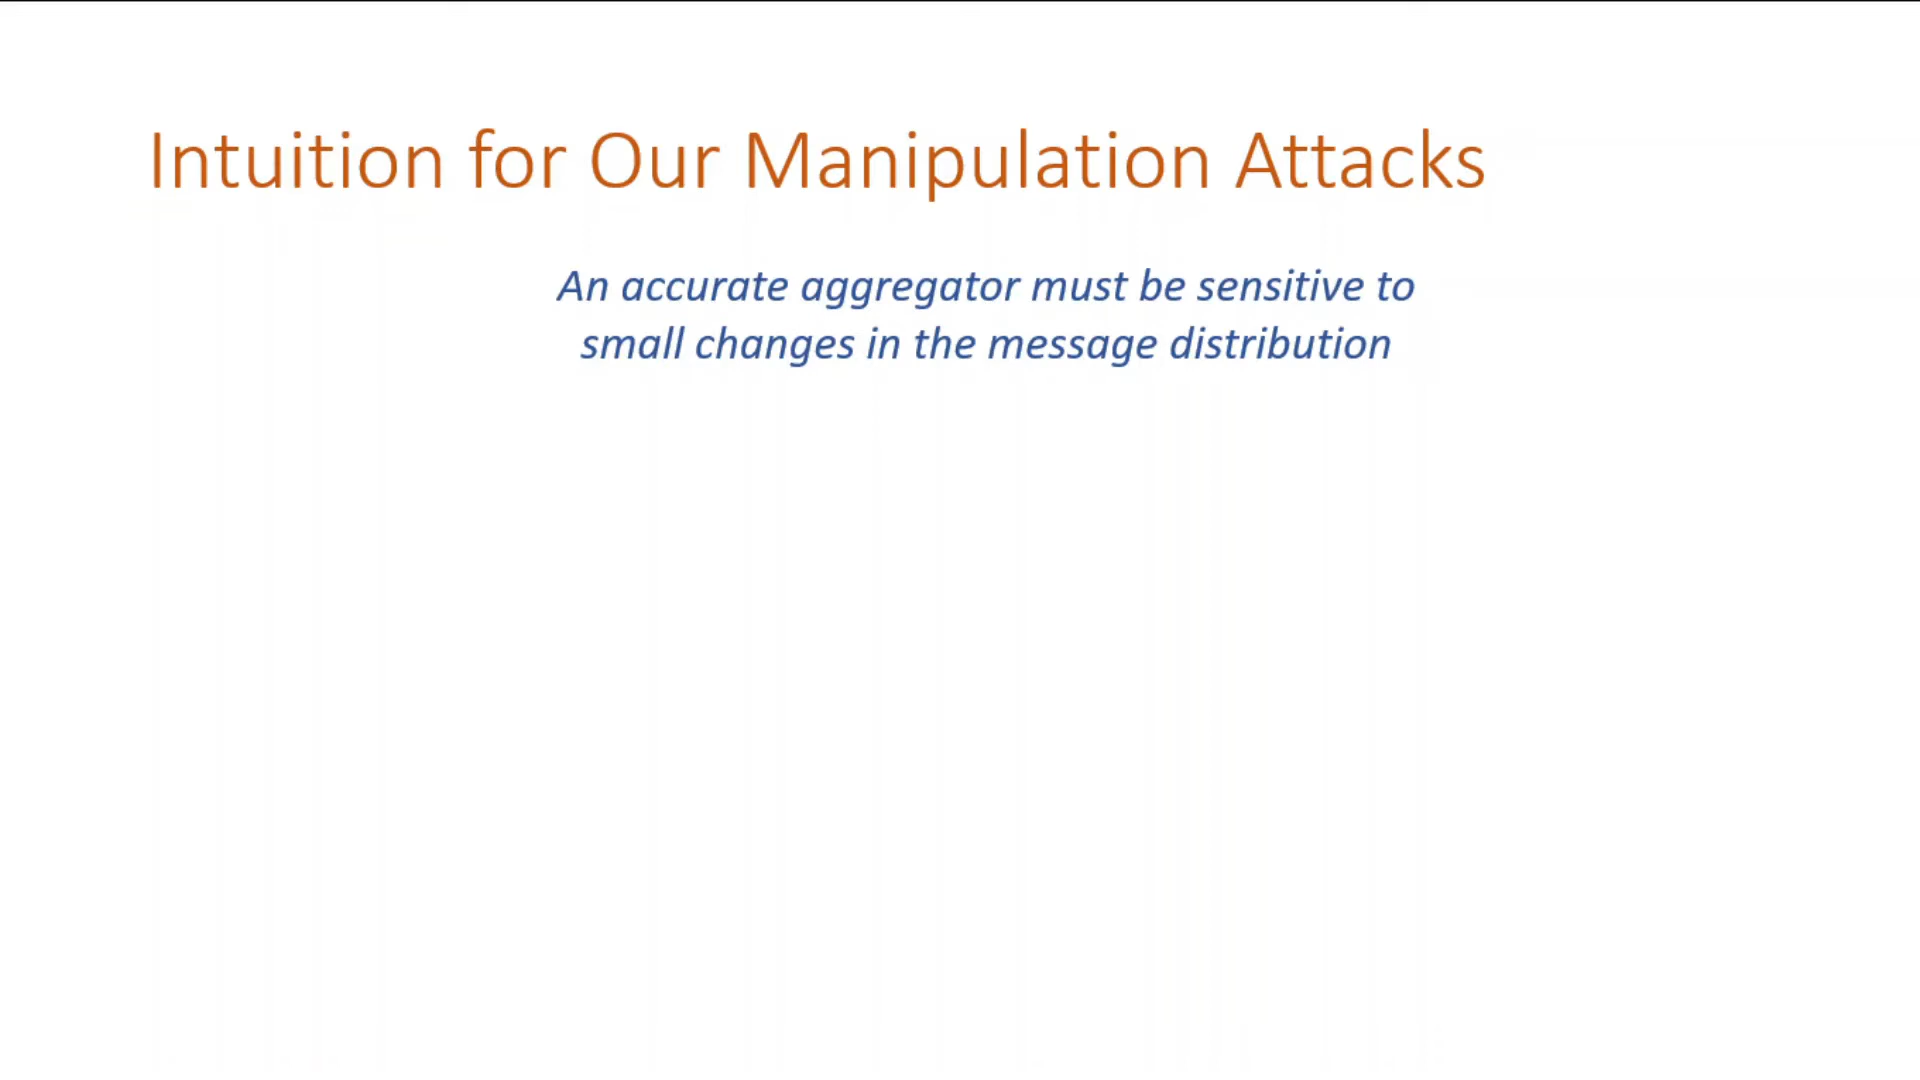 Intuition for Our Manipulation Attacks
An accurate aggregator must be sensitive to
small changes in the message distribution